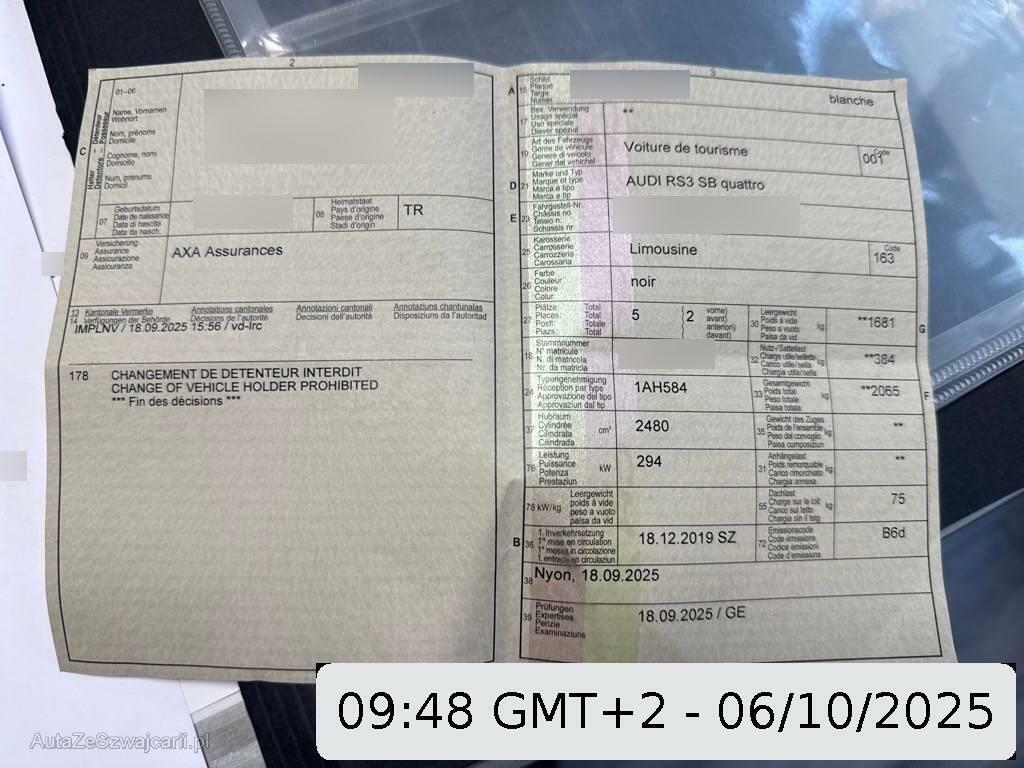 2
01-06
C
Halter Detenteur
Detentore Possessur
Name, Vornamen
Wohnort
Nom, prénoms
Domicile
Cognome, nomi
Domicilio
Num, prenums
Domicil
07
Geburtsdatum
Date de naissance
Data di nascita
Data da nasch.
08
Heimatstaat
Pays d'origine
Paese d'origine
Stadi d'origin
TR
09
Versicherung
Assurance
Assicurazione
Assicuranza
AXA Assurances
13
14
Kantonale Vermerke
Verfügungen der Behörde
Annotations cantonales
Décisions de l'autorité
Annotazioni cantonali
Decisioni dell'autorità
Annotaziuns chantunalas
Disposiziuns da l'autoritad
IMPLNV / 18.09.2025 15:56 / vd-lrc
178 CHANGEMENT DE DETENTEUR INTERDIT
CHANGE OF VEHICLE HOLDER PROHIBITED
*** Fin des décisions ***
3
A 15
Schild
Plaque
Targa
Numer
blanche
17
Bes. Verwendung
Usage spécial
Uso speciale
Diever spezial
**
19
Art des Fahrzeugs
Genre de véhicule
Genere di veicolo
Gener dal vehichel
Voiture de tourisme
Code
001
D 21
Marke und Typ
Marque et type
Marca e tipo
Marca e tip
AUDI RS3 SB quattro
E 23
Fahrgestell-Nr.
Châssis no
Telaio n.
Schassis nr.
25
Karosserie
Carrosserie
Carrozzeria
Carossaria
Limousine
Code
163
26
Farbe
Couleur
Colore
Colur
noir
27
Plätze: Total
Places: Total
Posti: Totale
Plazs: Total
5
2
vorne)
avant)
anteriori)
davant)
30
Leergewicht
Poids à vide
Peso a vuoto
Paisa da vid
kg
**1681
G
18
Stammnummer
N° matricule
N. di matricola
Nr. da matricla
32
Nutz-/Sattellast
Charge utile/sellette
Carico utile/sella
Chargia utila/sella
kg
**384
24
Typengenehmigung
Réception par type
Approvazione del tipo
Approvaziun dal tip
1AH584
33
Gesamtgewicht
Poids total
Peso totale
Paisa totala
kg
**2065
F
37
Hubraum
Cylindrée
Cilindrata
Cilindrada
cm³
2480
35
Gewicht des Zuges
Poids de l'ensemble
Peso del convoglio
Paisa cumposiziun
kg
**
76
Leistung
Puissance
Potenza
Prestaziun
kW
294
31
Anhängelast
Poids remorquable
Carico rimorchiato
Chargia annexa
kg
**
78 kW/kg
Leergewicht
poids à vide
peso a vuoto
paisa da vid
55
Dachlast
Charge sur le toit
Carico sul tetto
Chargia sin il tetg
kg
75
B 36
1. Inverkehrsetzung
1re mise en circulation
1a messa in circolazione
1. entrada en circulaziun
18.12.2019 SZ
72
Emissionscode
Code émissions
Codice emissioni
Code d'emissiuns
B6d
38
Nyon, 18.09.2025
39
Prüfungen
Expertises
Perizie
Examinaziuns
18.09.2025 / GE
AutaZeSzwajcarii.pl
09:48 GMT+2 - 06/10/2025